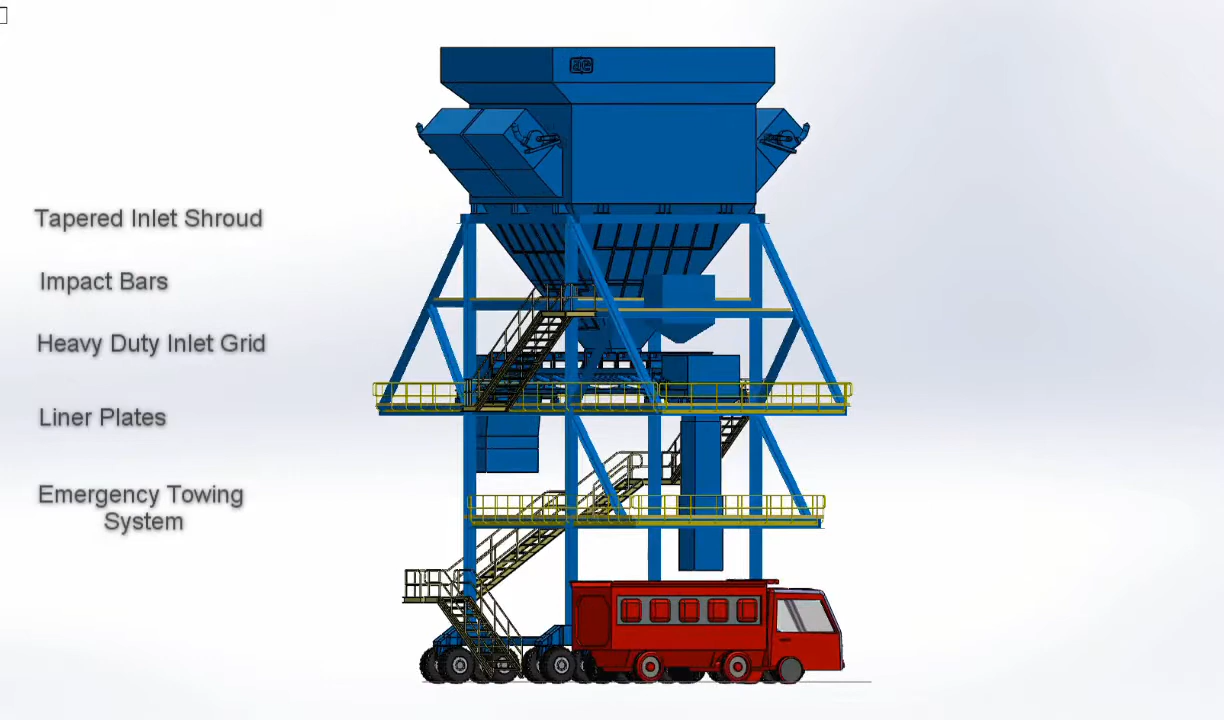 Tapered Inlet Shroud
Impact Bars
Heavy Duty Inlet Grid
Liner Plates
Emergency Towing
System